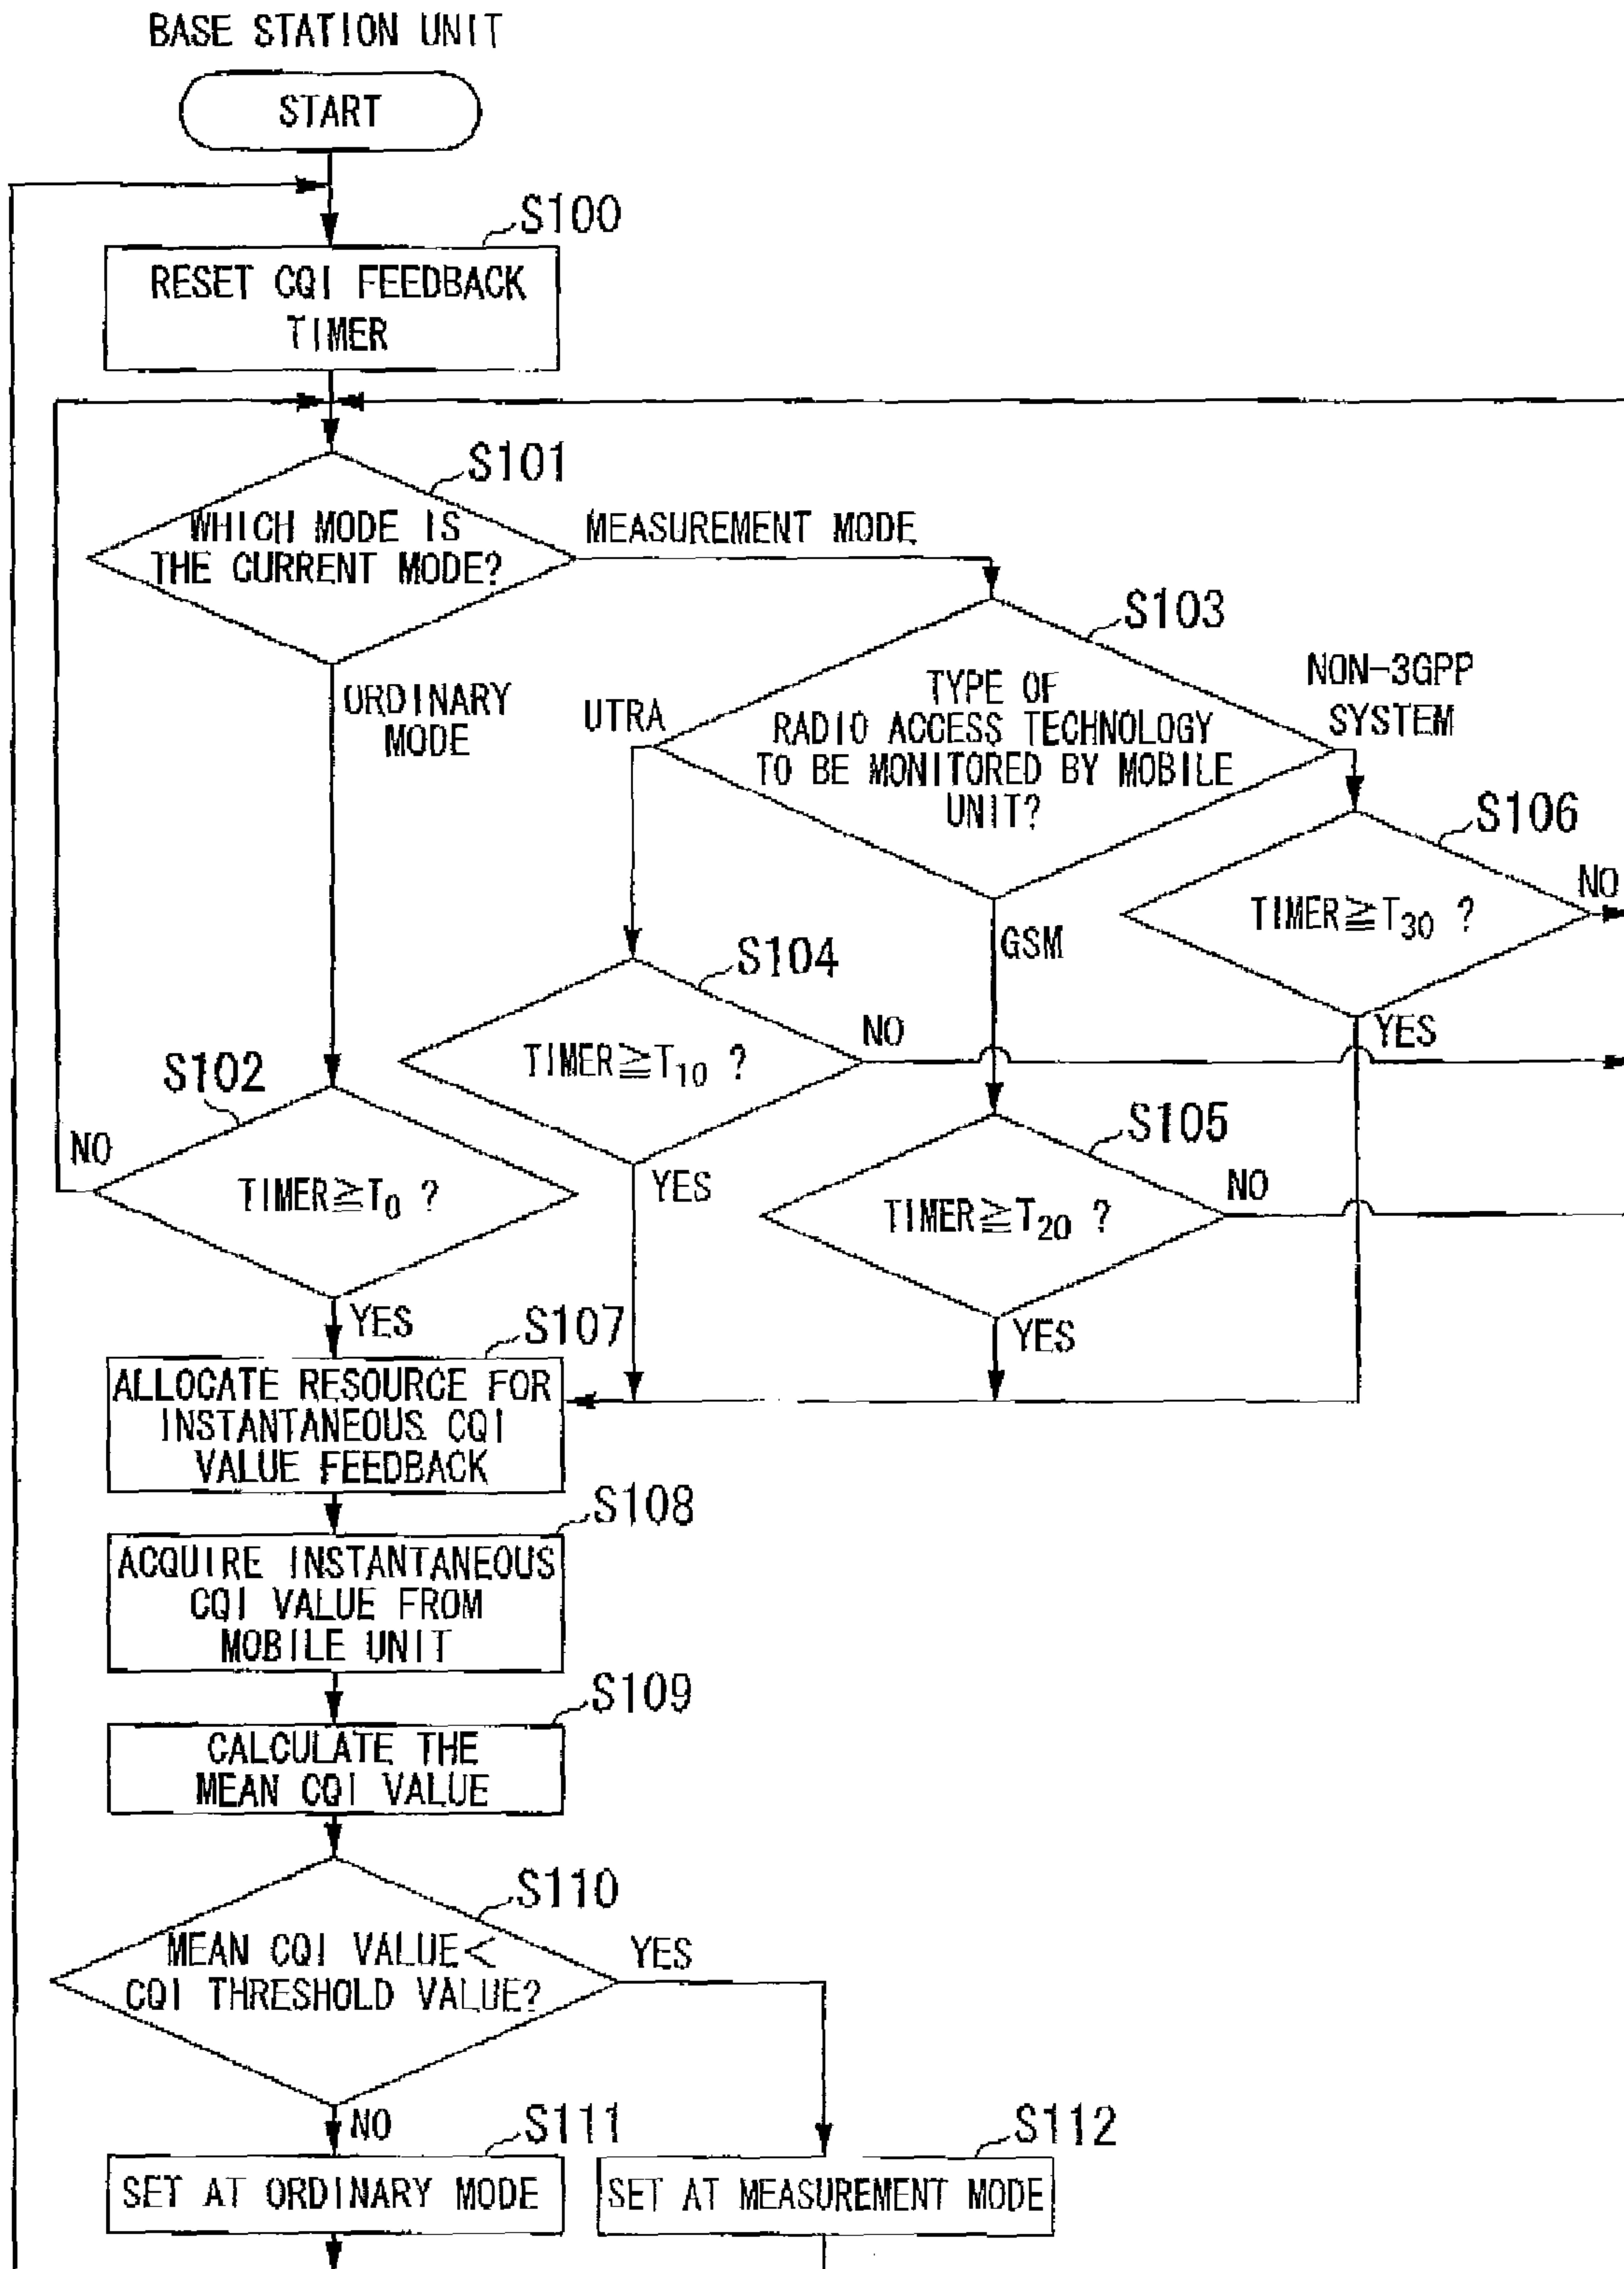 BASE STATION UNIT
START
S100
RESET CQI FEEDBACK
TIMER
S101
WHICH MODE IS
THE CURRENT MODE?
MEASUREMENT MODE
ORDINARY
MODE
S103
TYPE OF
RADIO ACCESS TECHNOLOGY
TO BE MONITORED BY MOBILE
UNIT?
UTRA
NON-3GPP
SYSTEM
GSM
S106
TIMER≧T30 ?
NO
YES
S104
TIMER≧T10 ?
NO
YES
S102
TIMER≧T0 ?
NO
YES
S105
TIMER≧T20 ?
NO
YES
S107
ALLOCATE RESOURCE FOR
INSTANTANEOUS CQI
VALUE FEEDBACK
S108
ACQUIRE INSTANTANEOUS
CQI VALUE FROM
MOBILE UNIT
S109
CALCULATE THE
MEAN CQI VALUE
S110
MEAN CQI VALUE<
CQI THRESHOLD VALUE?
YES
NO
S111
SET AT ORDINARY MODE
S112
SET AT MEASUREMENT MODE